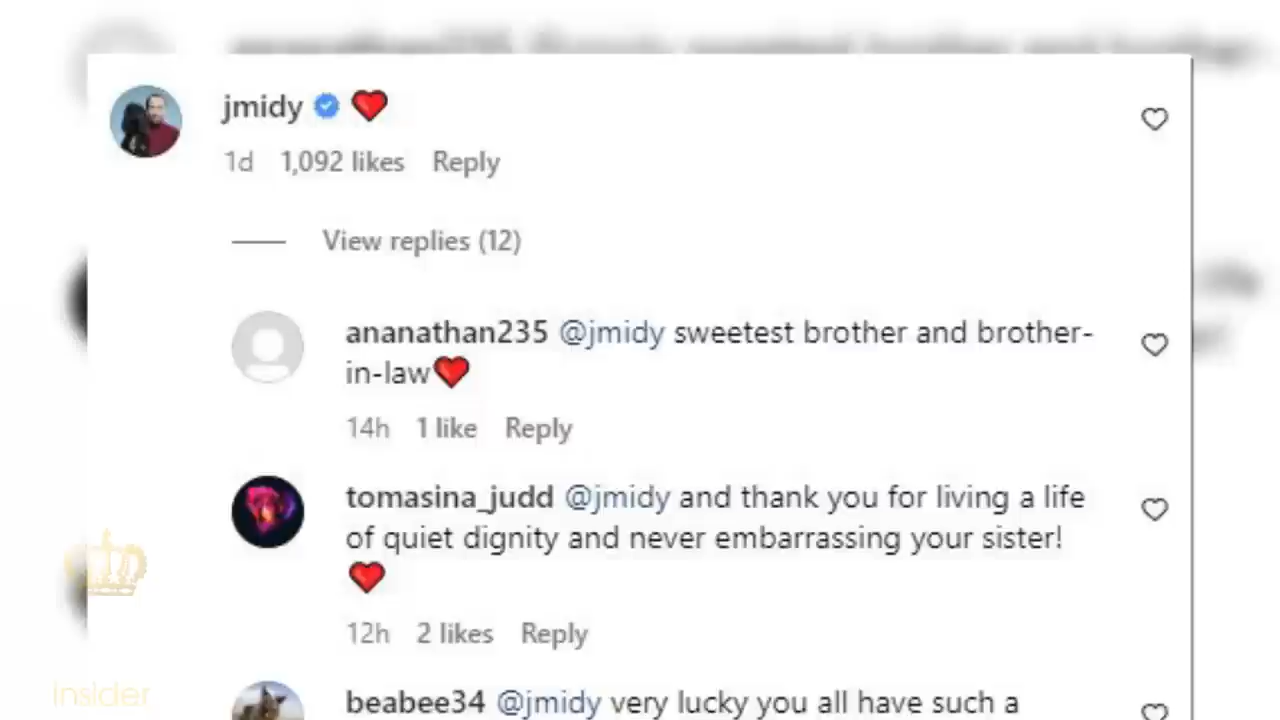 jmidy ❤️
1d 1,092 likes Reply
View replies (12)
ananathan235 @jmidy sweetest brother and brother-
in-law❤️
14h 1 like Reply
tomasina_judd @jmidy and thank you for living a life
of quiet dignity and never embarrassing your sister!
❤️
12h 2 likes Reply
beabee34 @jmidy very lucky you all have such a
insider